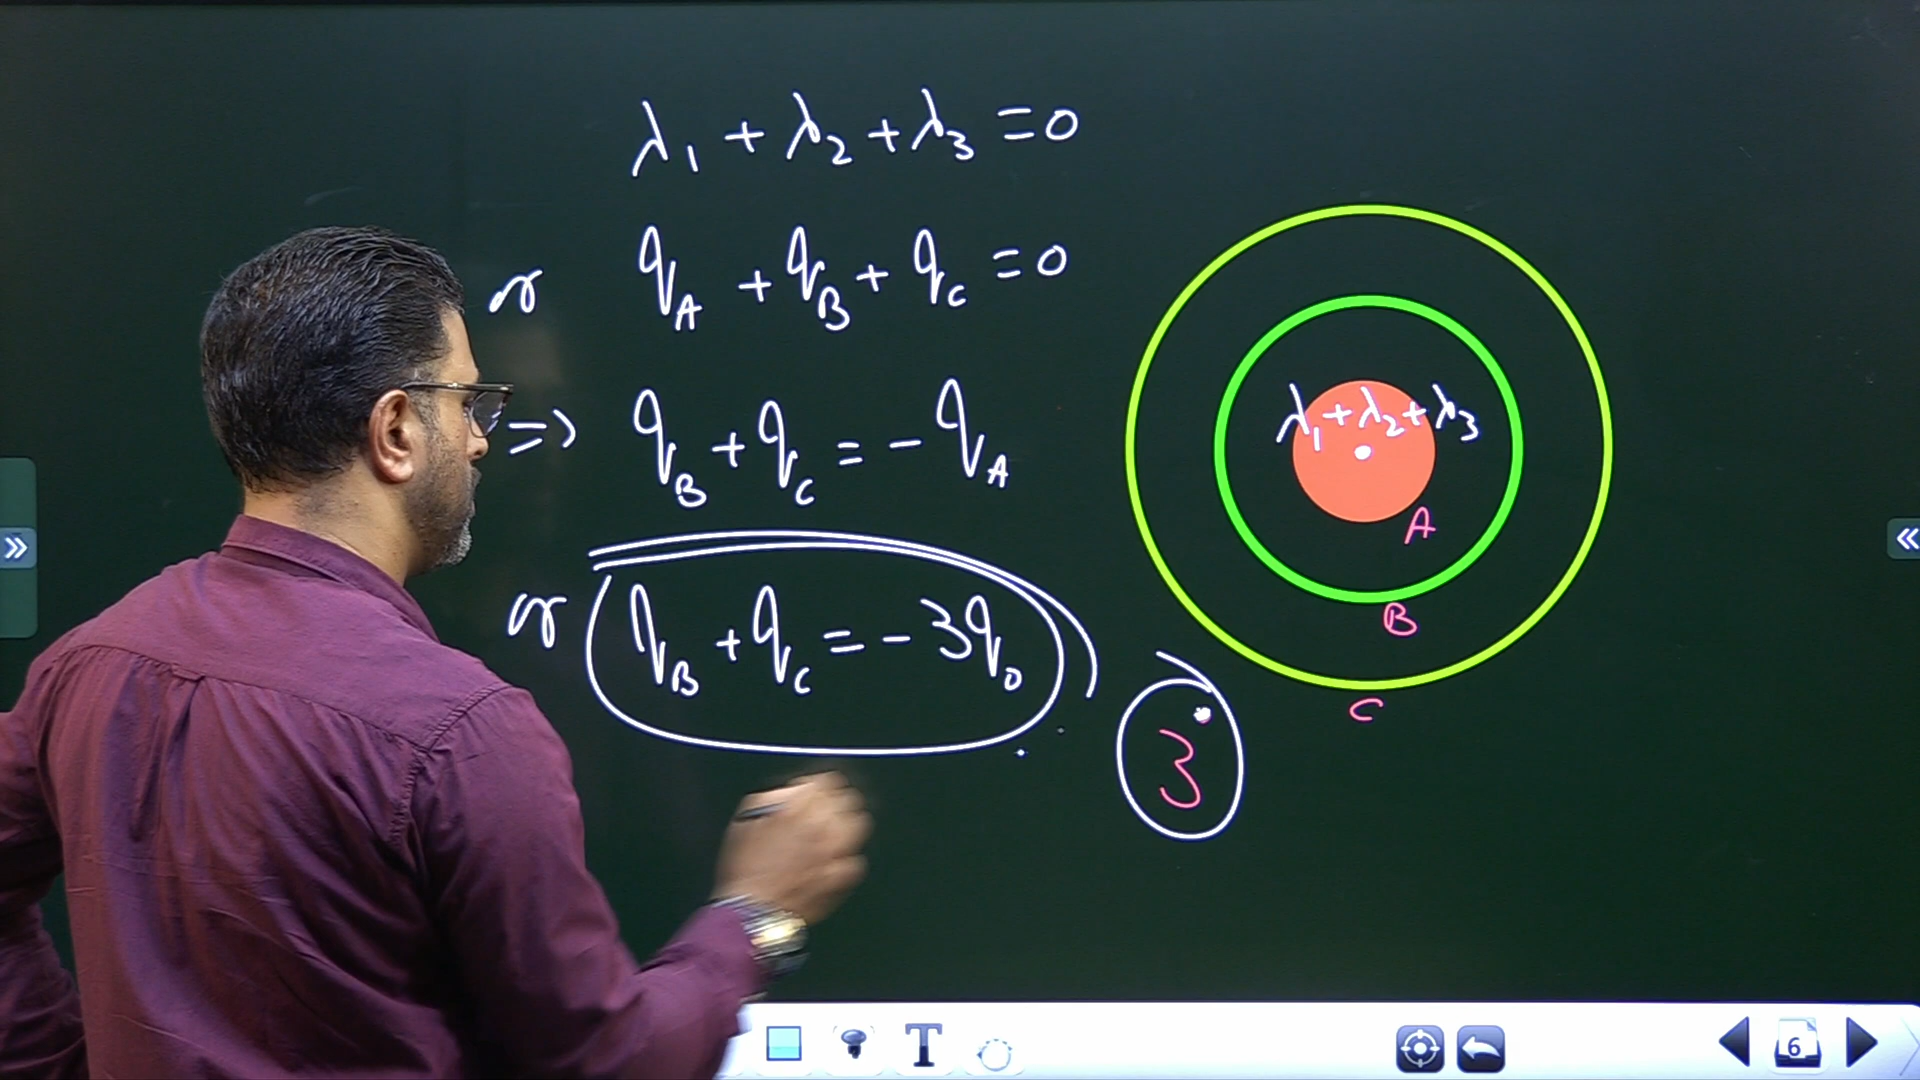 λ₁ + λ₂ + λ₃ = 0
or q_A + q_B + q_C = 0
=> q_B + q_C = - q_A
or q_B + q_C = - 3q_0
3
λ₁ + λ₂ + λ₃
A
B
C
»
«
T
6